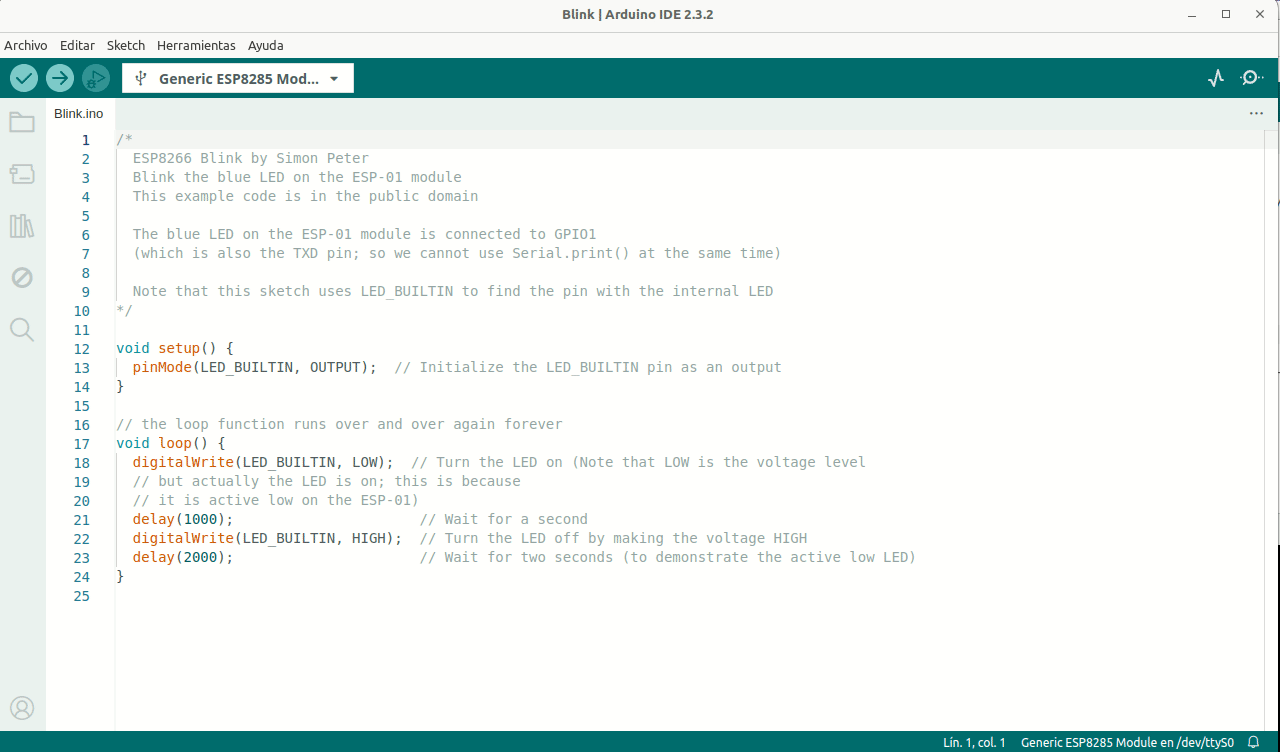 Blink | Arduino IDE 2.3.2
Archivo Editar Sketch Herramientas Ayuda
Generic ESP8285 Mod...
Blink.ino
1 /*
2 ESP8266 Blink by Simon Peter
3 Blink the blue LED on the ESP-01 module
4 This example code is in the public domain
5
6 The blue LED on the ESP-01 module is connected to GPIO1
7 (which is also the TXD pin; so we cannot use Serial.print() at the same time)
8
9 Note that this sketch uses LED_BUILTIN to find the pin with the internal LED
10 */
11
12 void setup() {
13 pinMode(LED_BUILTIN, OUTPUT);  // Initialize the LED_BUILTIN pin as an output
14 }
15
16 // the loop function runs over and over again forever
17 void loop() {
18 digitalWrite(LED_BUILTIN, LOW);  // Turn the LED on (Note that LOW is the voltage level
19 // but actually the LED is on; this is because
20 // it is active low on the ESP-01)
21 delay(1000);                      // Wait for a second
22 digitalWrite(LED_BUILTIN, HIGH);  // Turn the LED off by making the voltage HIGH
23 delay(2000);                      // Wait for two seconds (to demonstrate the active low LED)
24 }
25
Lín. 1, col. 1 Generic ESP8285 Module en /dev/ttyS0